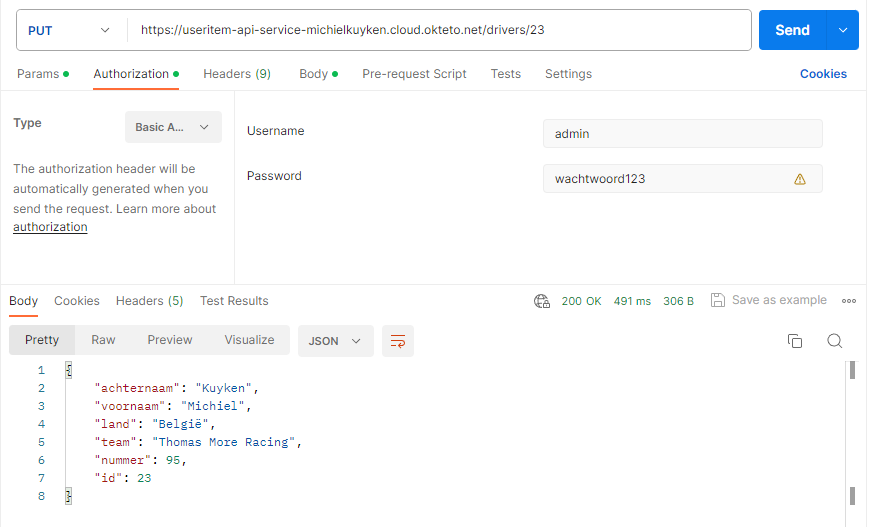 PUT https://useritem-api-service-michielkuyken.cloud.okteto.net/drivers/23 Send
Params Authorization Headers (9) Body Pre-request Script Tests Settings Cookies
Type Basic A...
The authorization header will be
automatically generated when you
send the request. Learn more about
authorization
Username admin
Password wachtwoord123
Body Cookies Headers (5) Test Results 200 OK 491 ms 306 B Save as example
Pretty Raw Preview Visualize JSON
1 {
2 "achternaam": "Kuyken",
3 "voornaam": "Michiel",
4 "land": "België",
5 "team": "Thomas More Racing",
6 "nummer": 95,
7 "id": 23
8 }